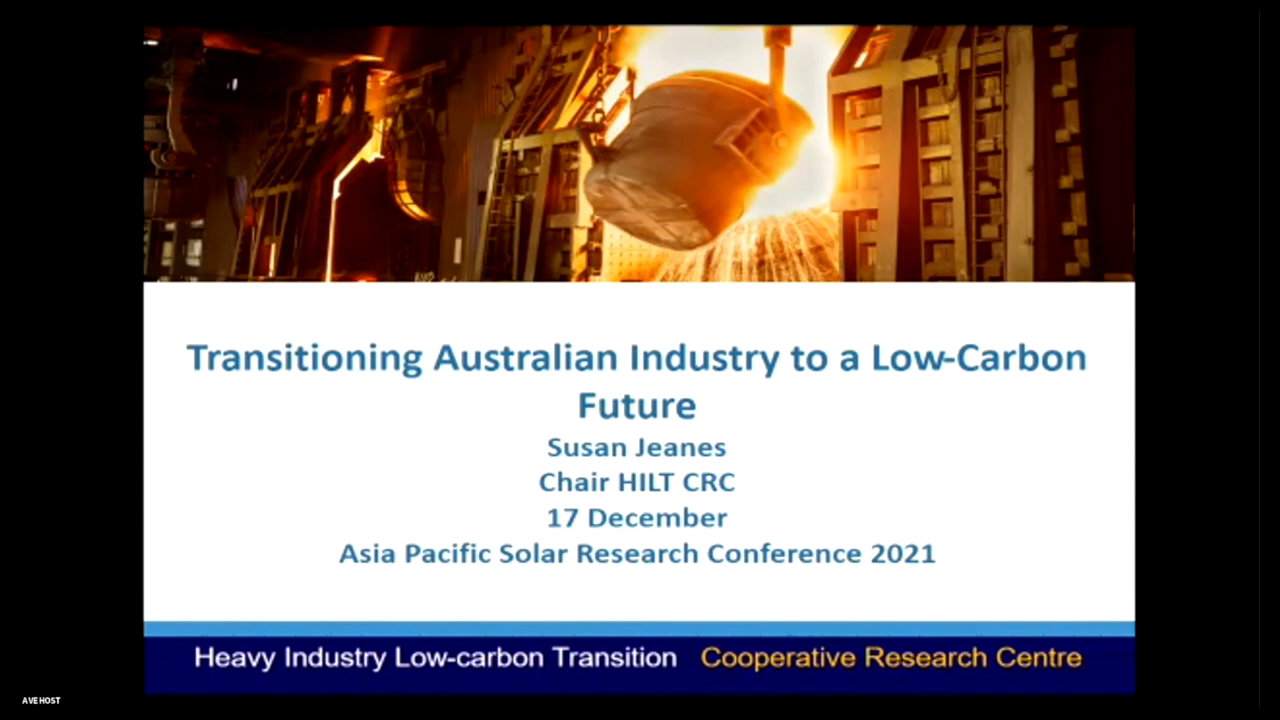 Transitioning Australian Industry to a Low-Carbon
Future
Susan Jeanes
Chair HILT CRC
17 December
Asia Pacific Solar Research Conference 2021
Heavy Industry Low-carbon Transition Cooperative Research Centre
AVE HOST